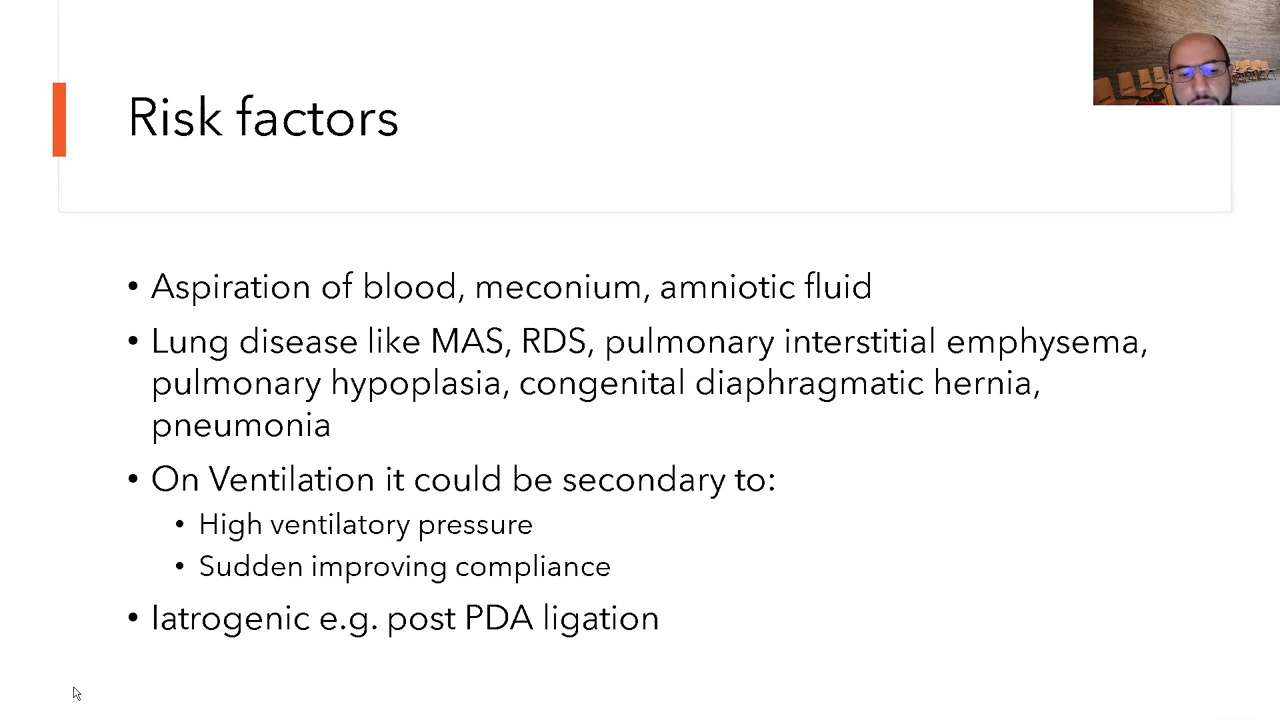 Risk factors
• Aspiration of blood, meconium, amniotic fluid
• Lung disease like MAS, RDS, pulmonary interstitial emphysema,
pulmonary hypoplasia, congenital diaphragmatic hernia,
pneumonia
• On Ventilation it could be secondary to:
• High ventilatory pressure
• Sudden improving compliance
• Iatrogenic e.g. post PDA ligation